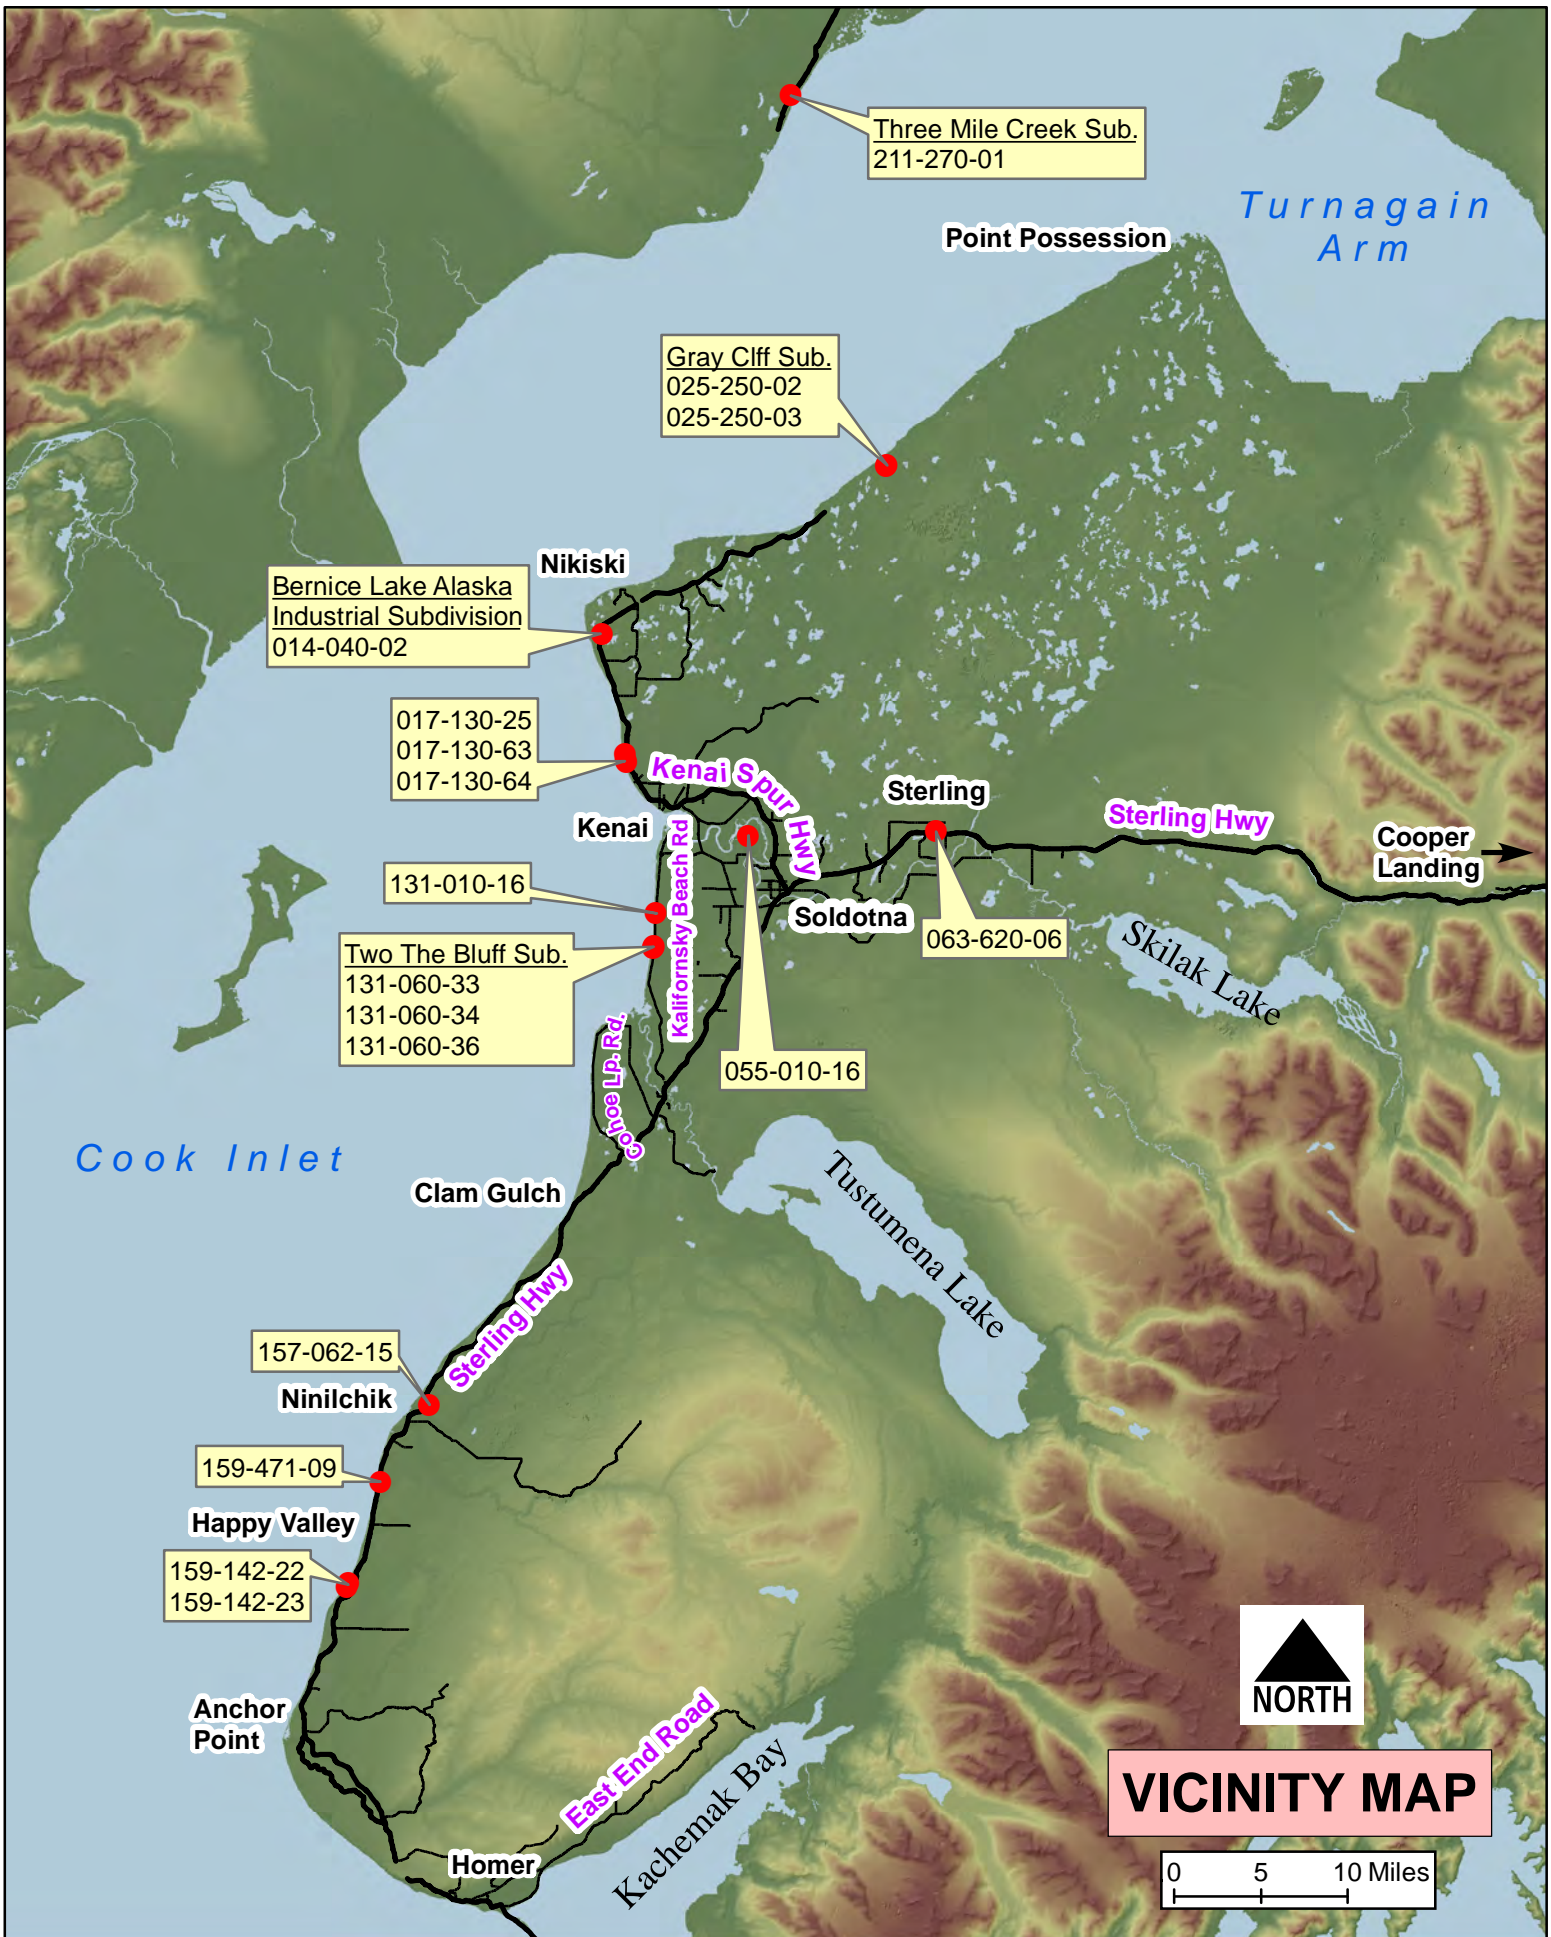 Three Mile Creek Sub.
211-270-01
Turnagain
Arm
Point Possession
Gray Clff Sub.
025-250-02
025-250-03
Nikiski
Bernice Lake Alaska
Industrial Subdivision
014-040-02
017-130-25
017-130-63
017-130-64
Kenai Spur Hwy
Sterling
Sterling Hwy
Kenai
Cooper
Landing
131-010-16
Kalifornsky Beach Rd
Soldotna
063-620-06
Two The Bluff Sub.
131-060-33
131-060-34
131-060-36
Skilak Lake
Cohoe Lp. Rd.
055-010-16
Cook Inlet
Clam Gulch
Tustumena Lake
Sterling Hwy
157-062-15
Ninilchik
159-471-09
Happy Valley
159-142-22
159-142-23
Anchor
Point
East End Road
Kachemak Bay
Homer
NORTH
VICINITY MAP
0 5 10 Miles